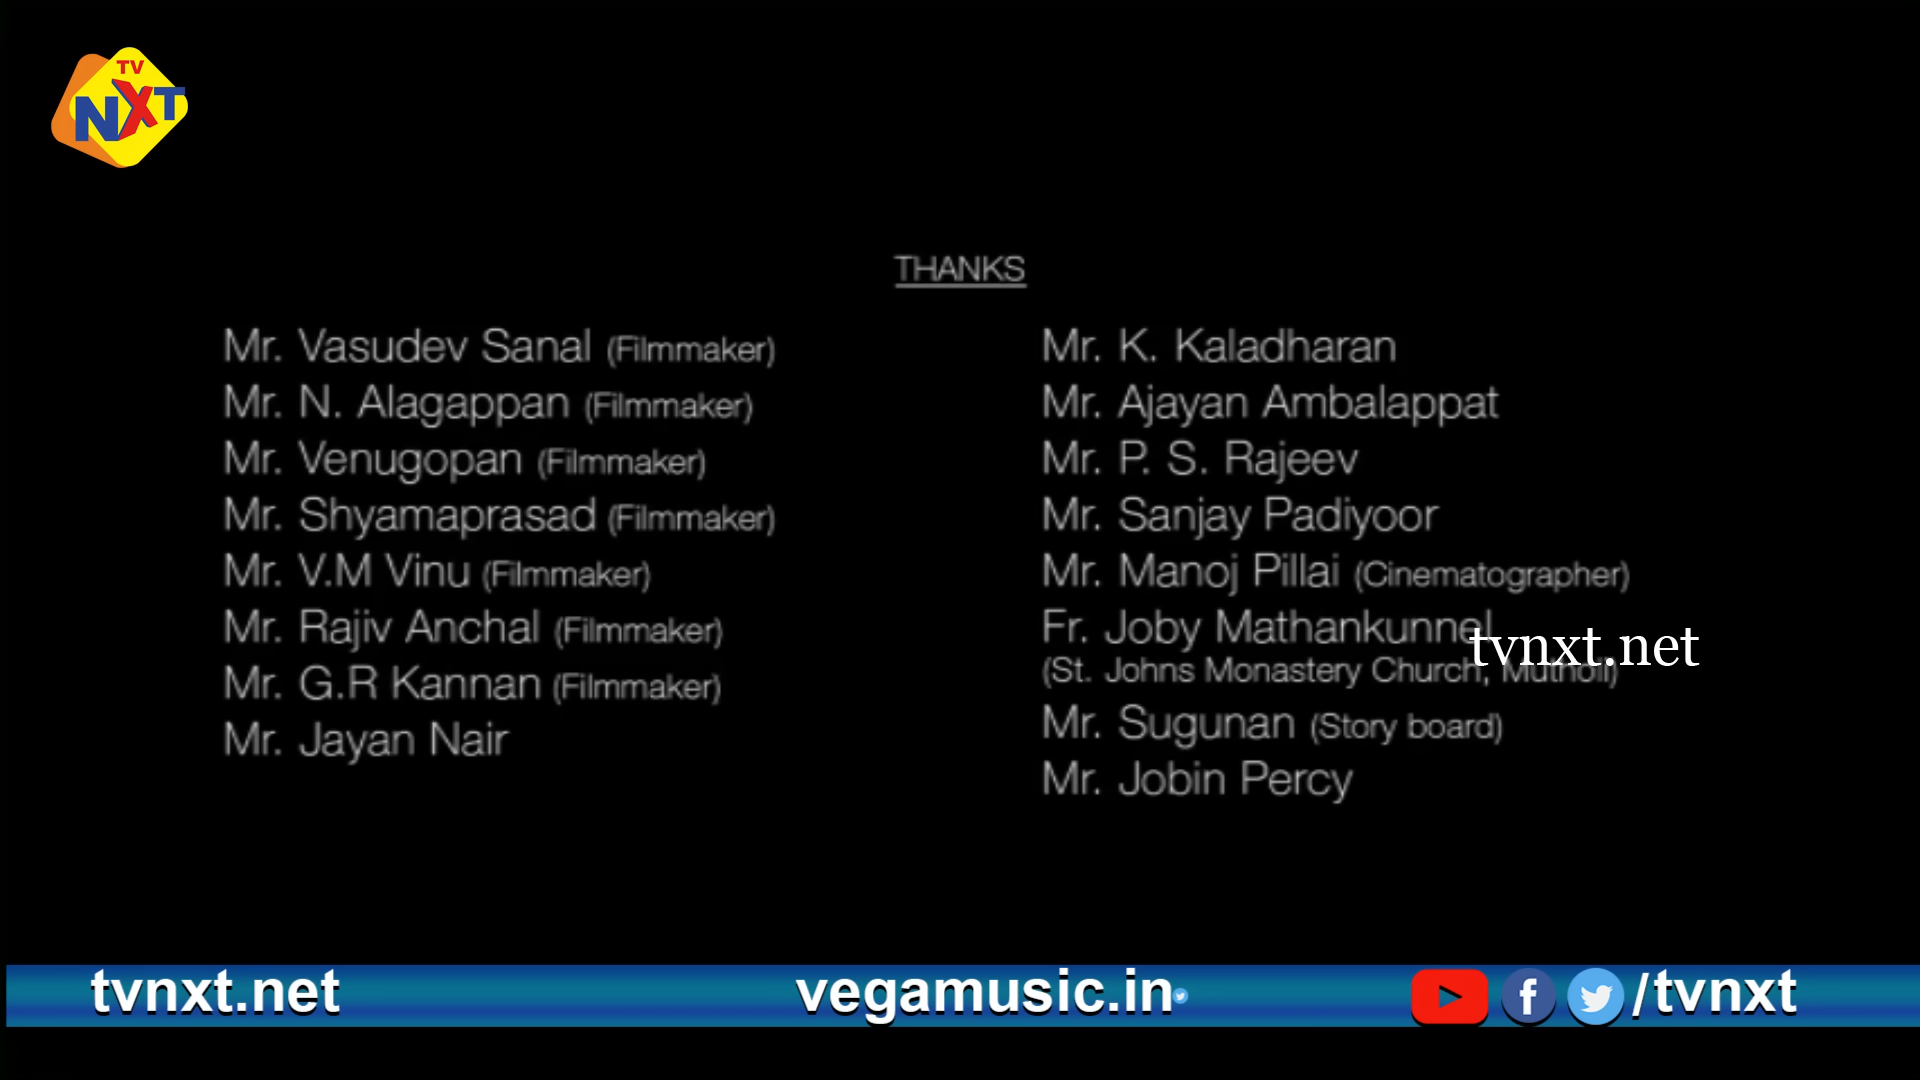 TV
NXT
THANKS
Mr. Vasudev Sanal (Filmmaker)
Mr. N. Alagappan (Filmmaker)
Mr. Venugopan (Filmmaker)
Mr. Shyamaprasad (Filmmaker)
Mr. V.M Vinu (Filmmaker)
Mr. Rajiv Anchal (Filmmaker)
Mr. G.R Kannan (Filmmaker)
Mr. Jayan Nair
Mr. K. Kaladharan
Mr. Ajayan Ambalappat
Mr. P. S. Rajeev
Mr. Sanjay Padiyoor
Mr. Manoj Pillai (Cinematographer)
Fr. Joby Mathankunnel
tvnxt.net
(St. Johns Monastery Church, Mutholi)
Mr. Sugunan (Story board)
Mr. Jobin Percy
tvnxt.net
vegamusic.in
/tvnxt